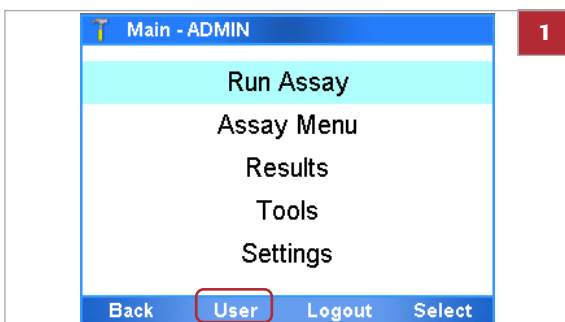 Main - ADMIN
1
Run Assay
Assay Menu
Results
Tools
Settings
Back User Logout Select